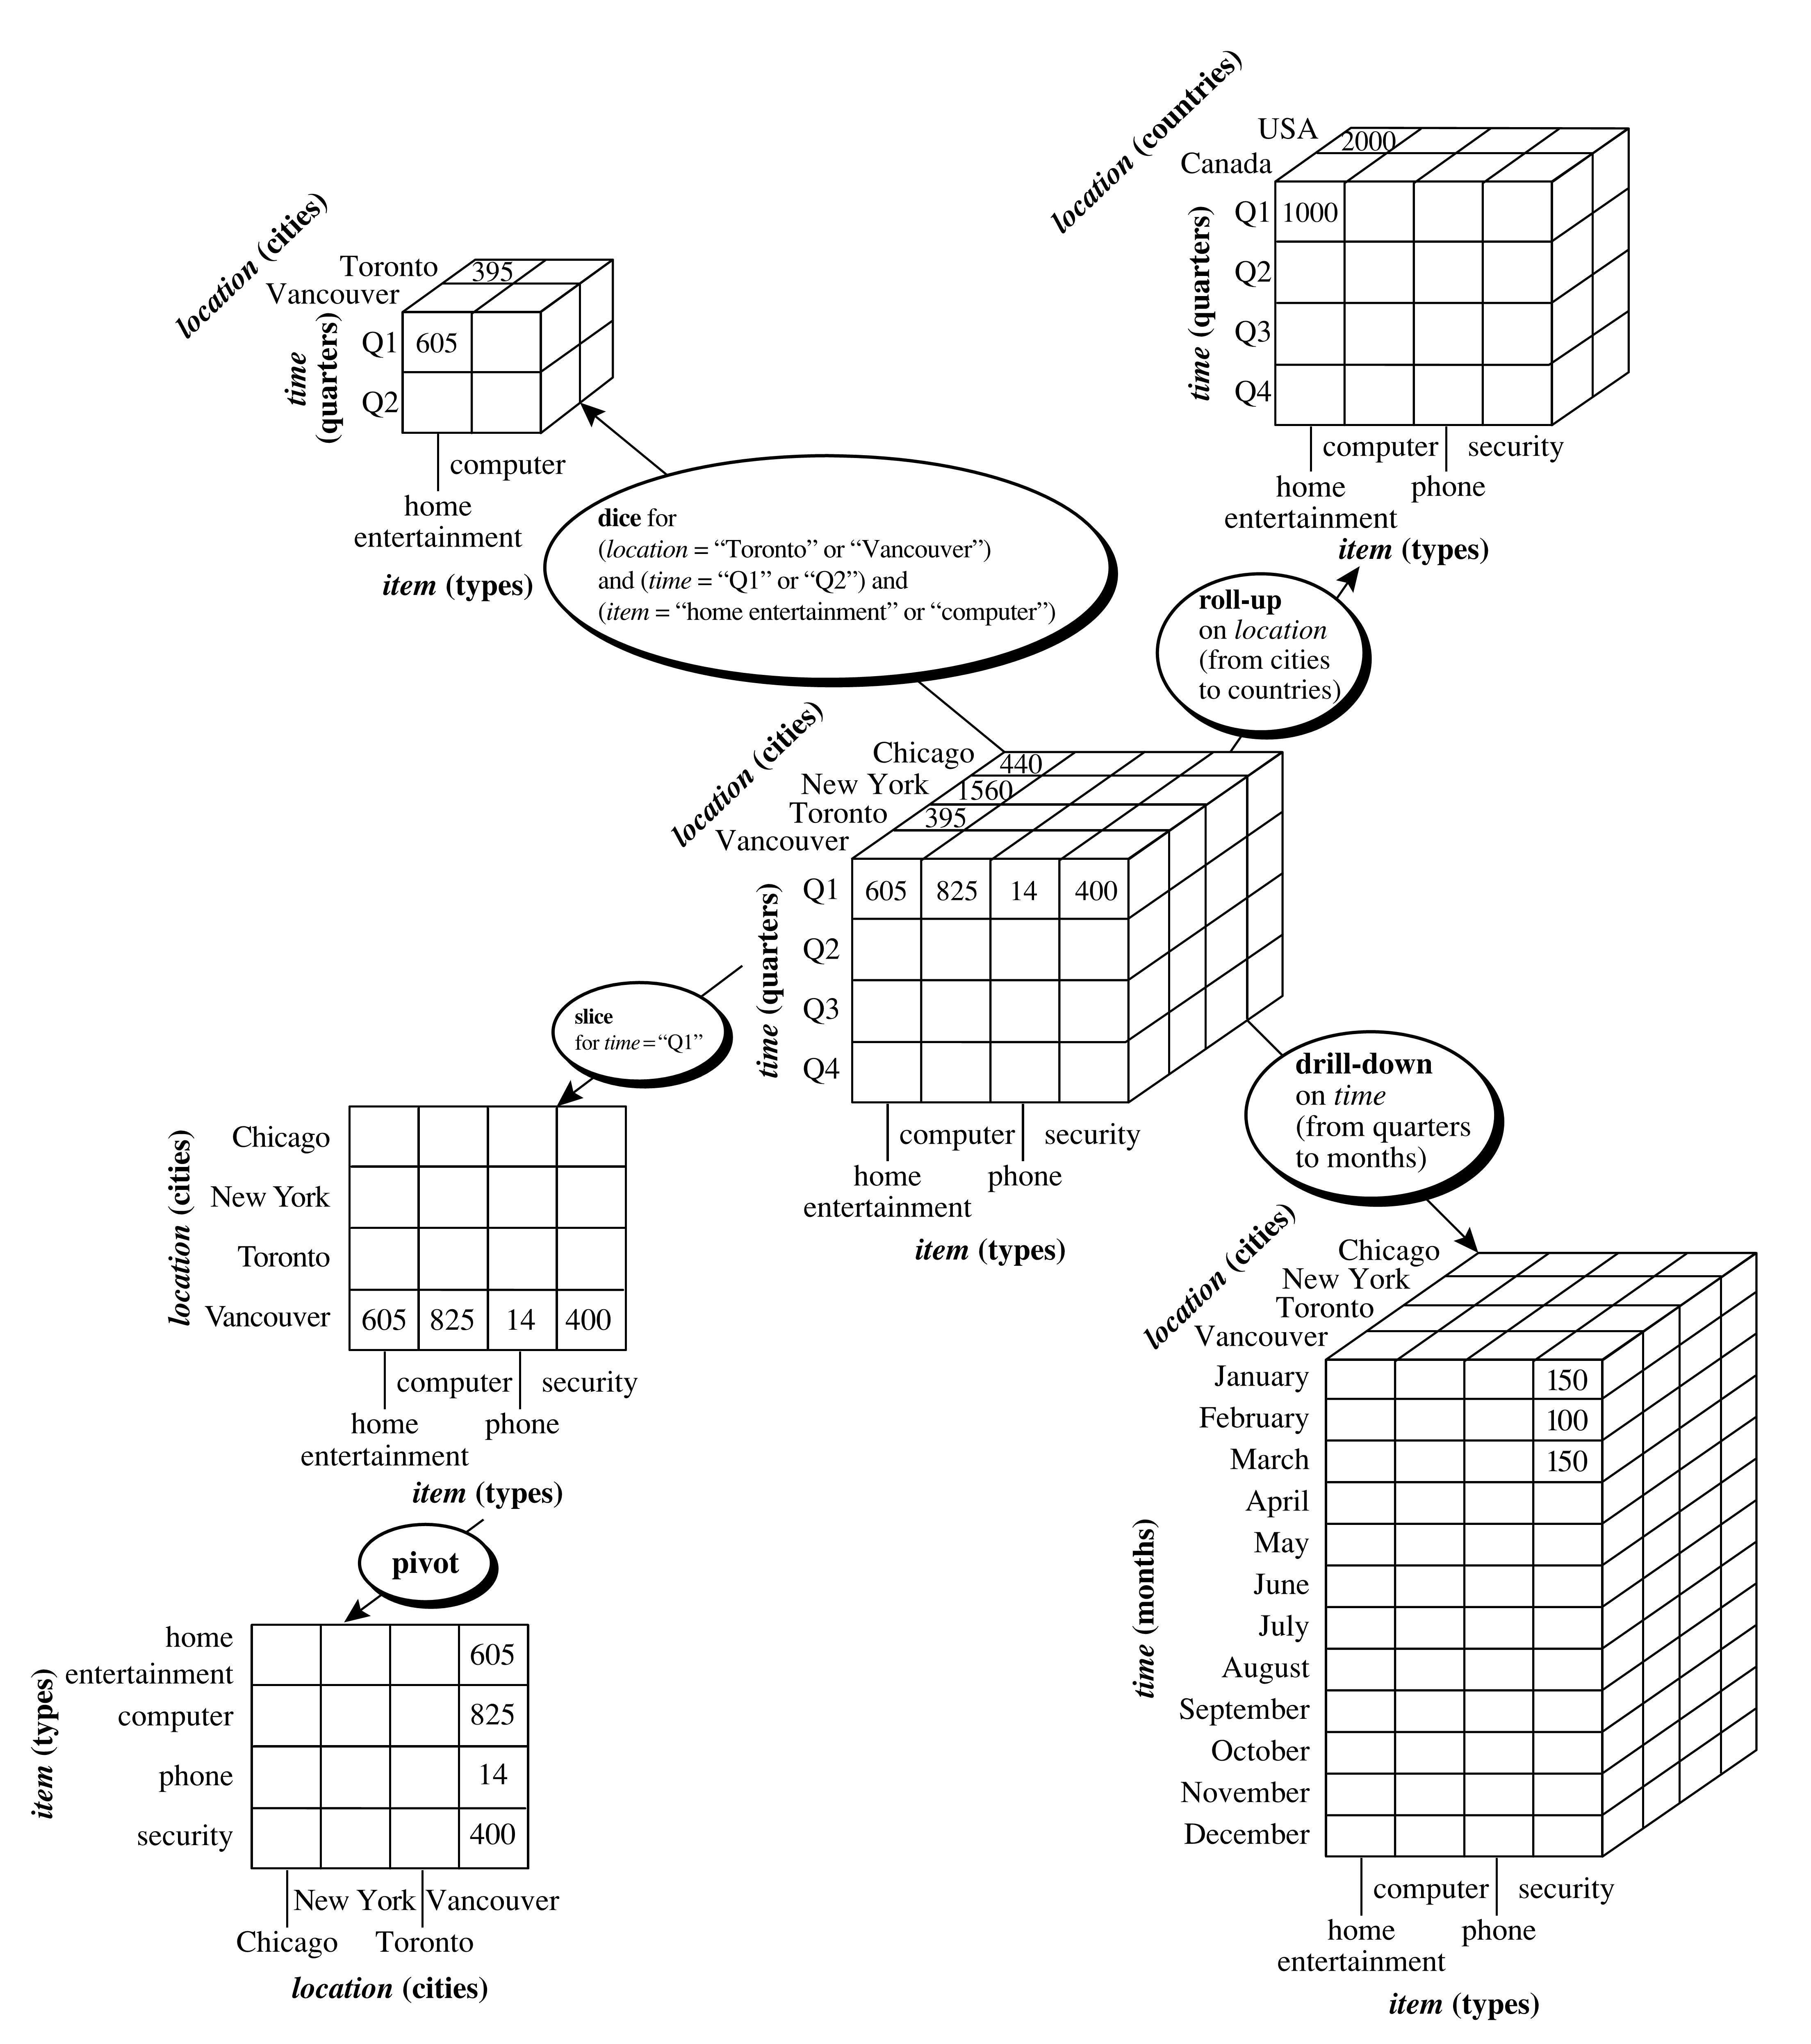 location (countries)
USA
2000
Canada
time (quarters)
Q1
1000
Q2
Q3
Q4
computer
security
home
entertainment
phone
item (types)
location (cities)
Toronto
395
Vancouver
time
(quarters)
Q1
605
Q2
computer
home
entertainment
item (types)
dice for
(location = “Toronto” or “Vancouver”)
and (time = “Q1” or “Q2”) and
(item = “home entertainment” or “computer”)
roll-up
on location
(from cities
to countries)
location (cities)
Chicago
440
New York
1560
Toronto
395
Vancouver
time (quarters)
Q1
605 825 14 400
Q2
Q3
Q4
computer
security
home
entertainment
phone
item (types)
slice
for time = “Q1”
location (cities)
Chicago
New York
Toronto
Vancouver
605 825 14 400
computer
security
home
entertainment
phone
item (types)
drill-down
on time
(from quarters
to months)
location (cities)
Chicago
New York
Toronto
Vancouver
time (months)
January 150
February 100
March 150
April
May
June
July
August
September
October
November
December
computer
security
home
entertainment
phone
item (types)
pivot
item (types)
home
entertainment
605
computer 825
phone 14
security 400
New York
Vancouver
Chicago
Toronto
location (cities)